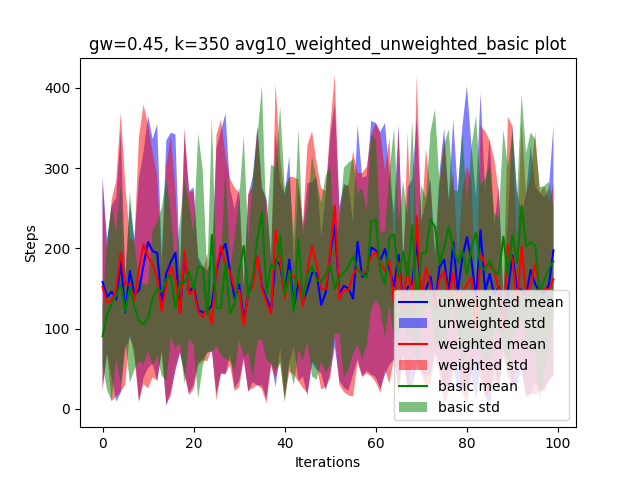 gw=0.45, k=350 avg10_weighted_unweighted_basic plot
Steps
400
300
200
100
0
unweighted mean
unweighted std
weighted mean
weighted std
basic mean
basic std
0 20 40 60 80 100
Iterations